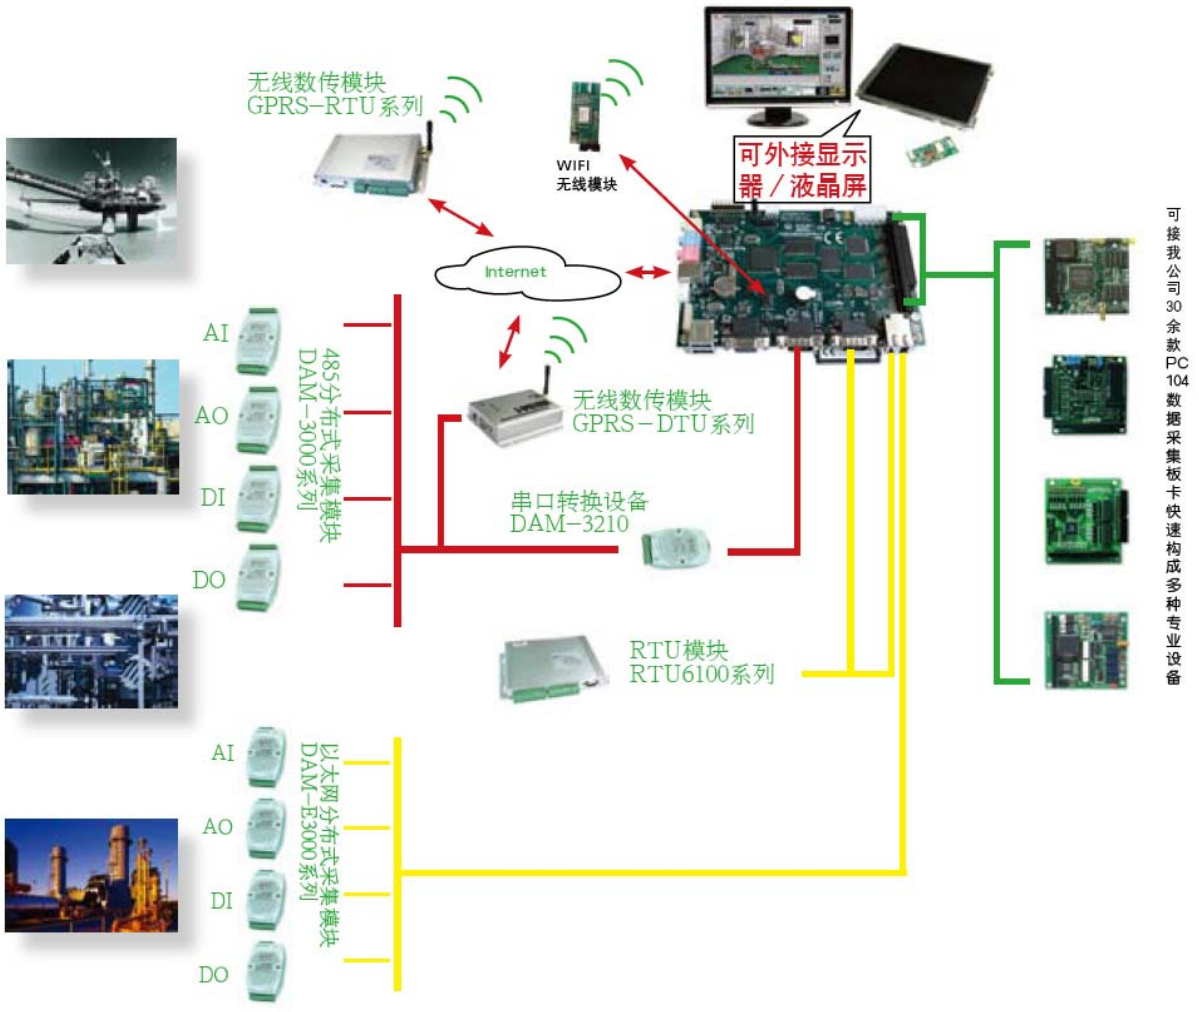 无线数传模块
GPRS-RTU系列
WIFI
无线模块
可外接显示
器/液晶屏
Internet
无线数传模块
GPRS-DTU系列
串口转换设备
DAM-3210
RTU模块
RTU6100系列
AI
AO
DI
DO
485分布式采集模块
DAM-3000系列
AI
AO
DI
DO
以太网分布式采集模块
DAM-E3000系列
可接我公司30余款PC104数据采集板卡快速构成多种专业设备